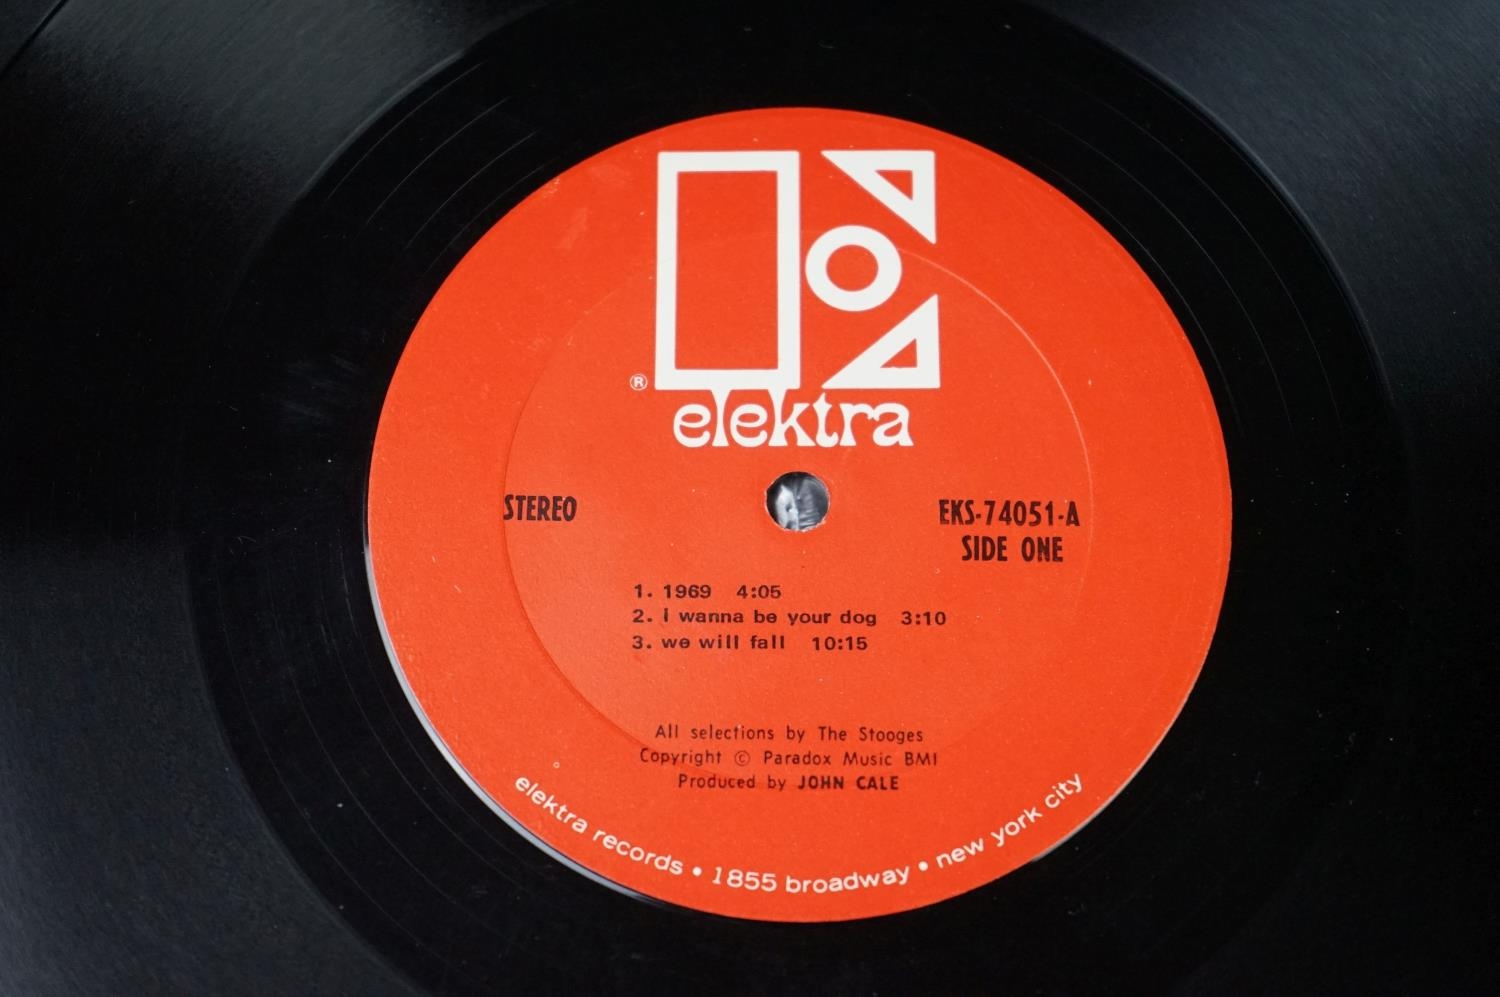 ®
elektra
STEREO
EKS-74051-A
SIDE ONE
1. 1969 4:05
2. i wanna be your dog 3:10
3. we will fall 10:15
All selections by The Stooges
Copyright © Paradox Music BMI
Produced by JOHN CALE
elektra records • 1855 broadway • new york city